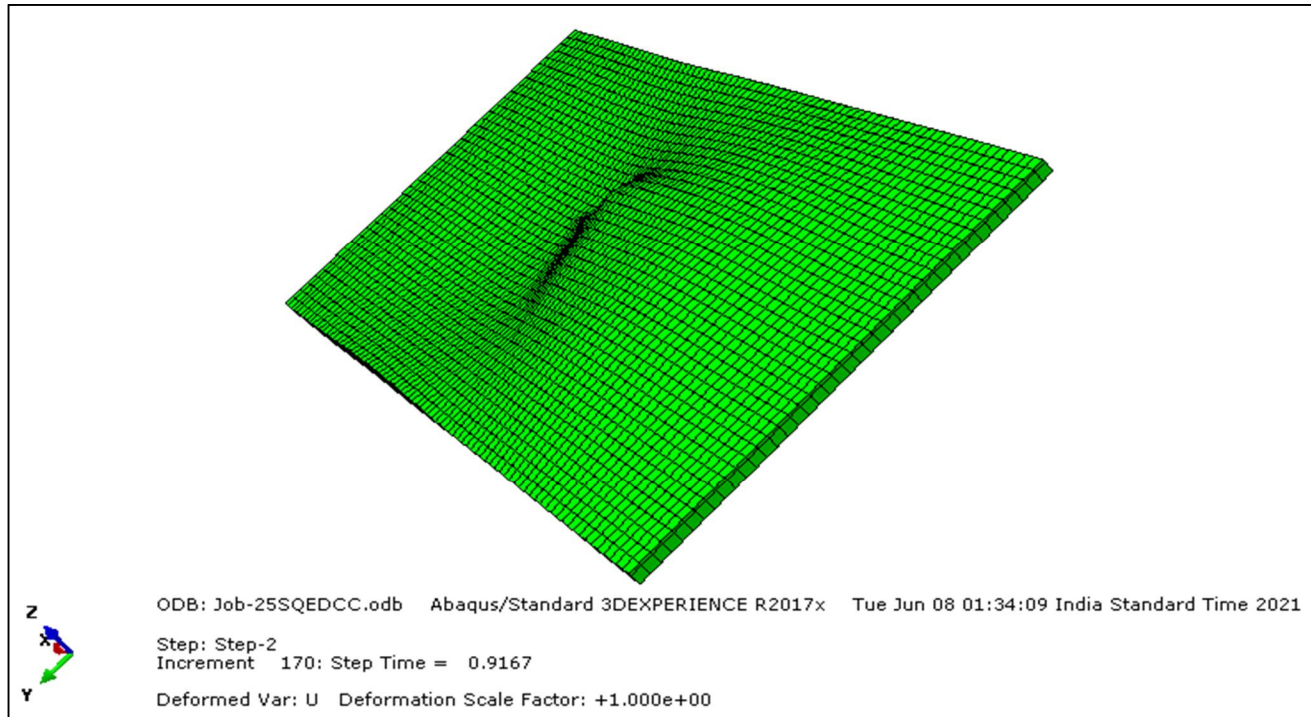 ODB: Job-25SQEDCC.odb Abaqus/Standard 3DEXPERIENCE R2017x Tue Jun 08 01:34:09 India Standard Time 2021
Z
X
Step: Step-2
Increment 170: Step Time = 0.9167
Y
Deformed Var: U Deformation Scale Factor: +1.000e+00